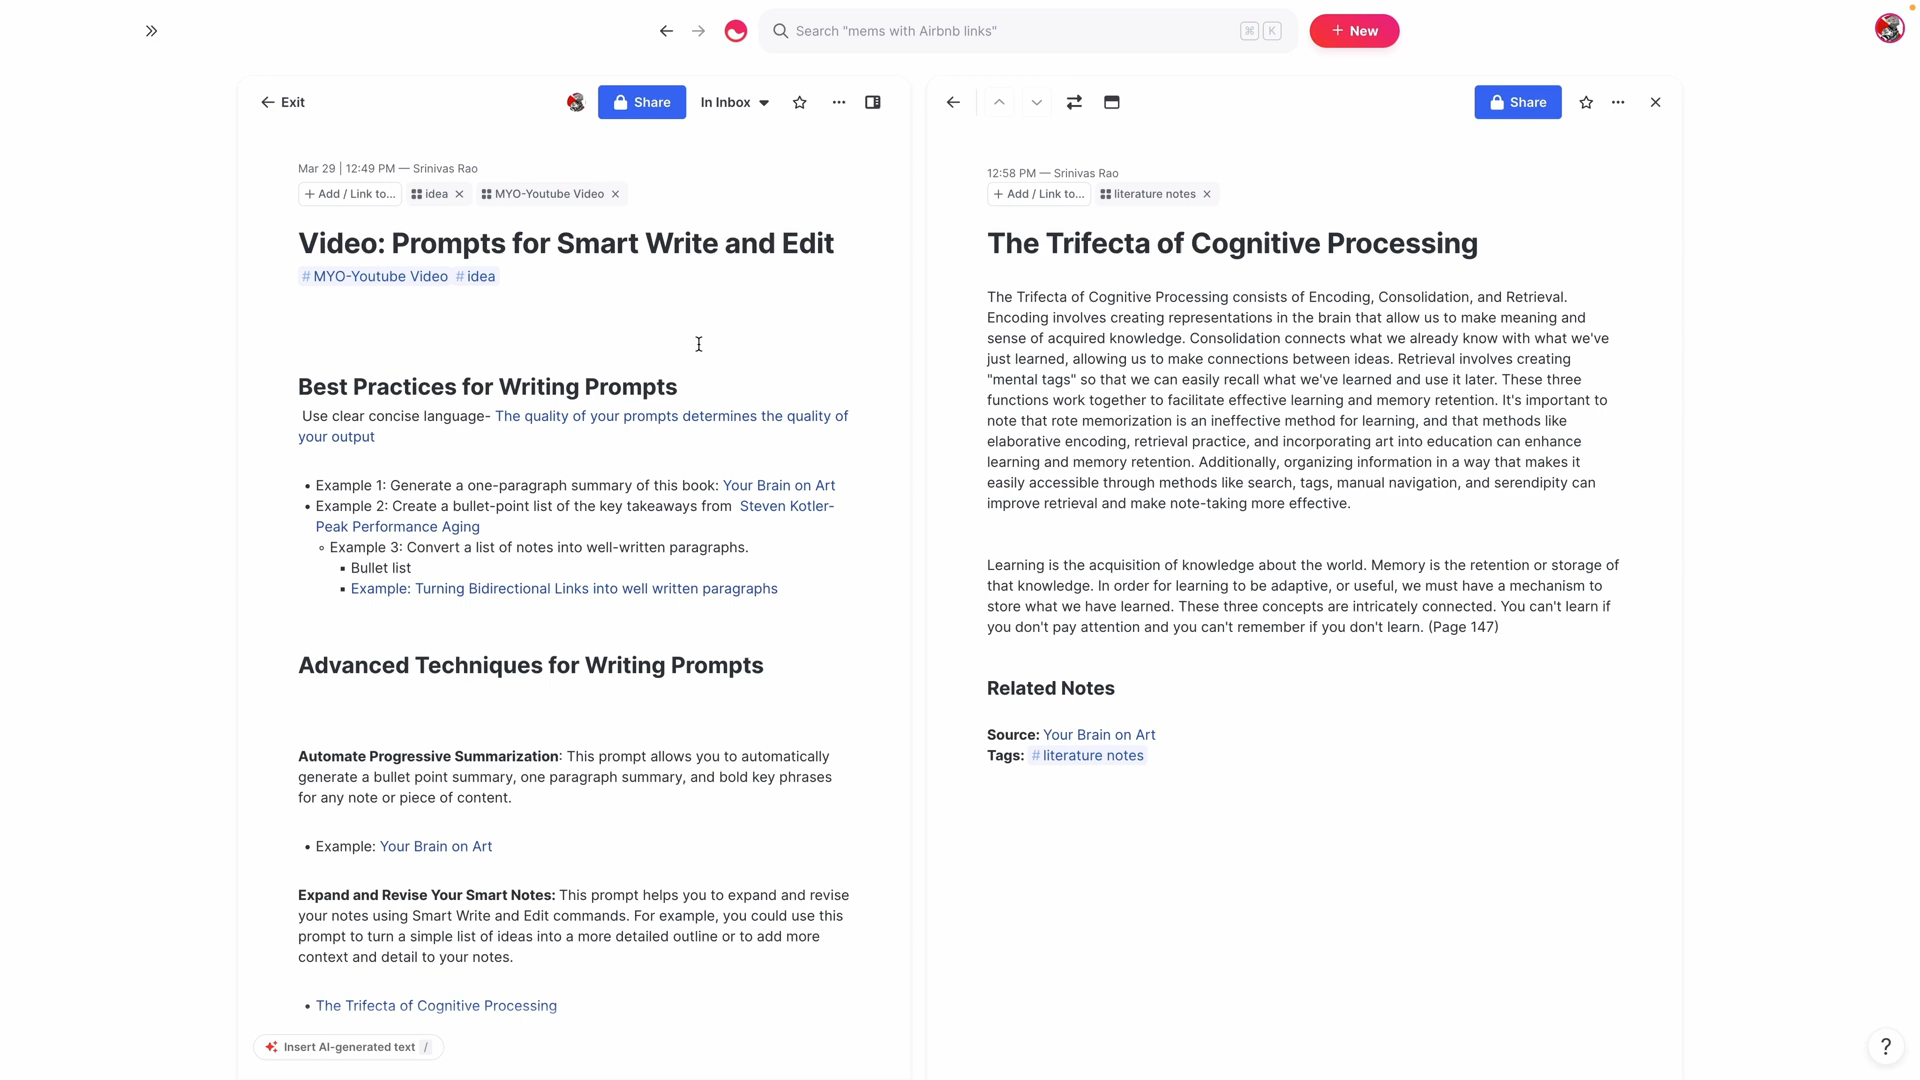 Search "mems with Airbnb links"
⌘ K
+ New
Exit
Share
In Inbox
Mar 29 | 12:49 PM — Srinivas Rao
+ Add / Link to...
idea
MYO-Youtube Video
Video: Prompts for Smart Write and Edit
#MYO-Youtube Video #idea
Best Practices for Writing Prompts
Use clear concise language- The quality of your prompts determines the quality of
your output
• Example 1: Generate a one-paragraph summary of this book: Your Brain on Art
• Example 2: Create a bullet-point list of the key takeaways from Steven Kotler-
Peak Performance Aging
◦ Example 3: Convert a list of notes into well-written paragraphs.
▪ Bullet list
▪ Example: Turning Bidirectional Links into well written paragraphs
Advanced Techniques for Writing Prompts
Automate Progressive Summarization: This prompt allows you to automatically
generate a bullet point summary, one paragraph summary, and bold key phrases
for any note or piece of content.
• Example: Your Brain on Art
Expand and Revise Your Smart Notes: This prompt helps you to expand and revise
your notes using Smart Write and Edit commands. For example, you could use this
prompt to turn a simple list of ideas into a more detailed outline or to add more
context and detail to your notes.
• The Trifecta of Cognitive Processing
Insert AI-generated text /
Share
12:58 PM — Srinivas Rao
+ Add / Link to...
literature notes
The Trifecta of Cognitive Processing
The Trifecta of Cognitive Processing consists of Encoding, Consolidation, and Retrieval.
Encoding involves creating representations in the brain that allow us to make meaning and
sense of acquired knowledge. Consolidation connects what we already know with what we've
just learned, allowing us to make connections between ideas. Retrieval involves creating
"mental tags" so that we can easily recall what we've learned and use it later. These three
functions work together to facilitate effective learning and memory retention. It's important to
note that rote memorization is an ineffective method for learning, and that methods like
elaborative encoding, retrieval practice, and incorporating art into education can enhance
learning and memory retention. Additionally, organizing information in a way that makes it
easily accessible through methods like search, tags, manual navigation, and serendipity can
improve retrieval and make note-taking more effective.
Learning is the acquisition of knowledge about the world. Memory is the retention or storage of
that knowledge. In order for learning to be adaptive, or useful, we must have a mechanism to
store what we have learned. These three concepts are intricately connected. You can't learn if
you don't pay attention and you can't remember if you don't learn. (Page 147)
Related Notes
Source: Your Brain on Art
Tags: #literature notes
?